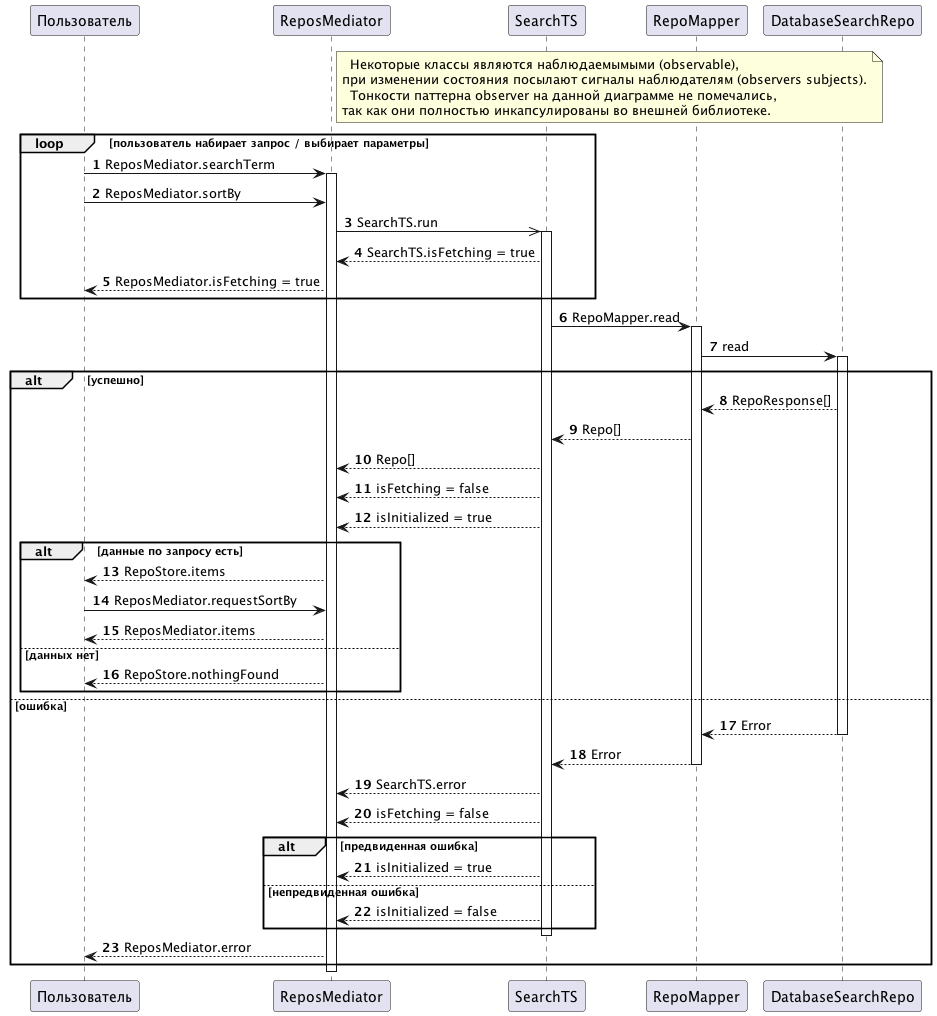 Пользователь
ReposMediator
SearchTS
RepoMapper
DatabaseSearchRepo
Некоторые классы являются наблюдаемымыми (observable),
при изменении состояния посылают сигналы наблюдателям (observers subjects).
Тонкости паттерна observer на данной диаграмме не помечались,
так как они полностью инкапсулированы во внешней библиотеке.
loop [пользователь набирает запрос / выбирает параметры]
1 ReposMediator.searchTerm
2 ReposMediator.sortBy
3 SearchTS.run
4 SearchTS.isFetching = true
5 ReposMediator.isFetching = true
6 RepoMapper.read
7 read
alt [успешно]
8 RepoResponse[]
9 Repo[]
10 Repo[]
11 isFetching = false
12 isInitialized = true
alt [данные по запросу есть]
13 RepoStore.items
14 ReposMediator.requestSortBy
15 ReposMediator.items
[данных нет]
16 RepoStore.nothingFound
[ошибка]
17 Error
18 Error
19 SearchTS.error
20 isFetching = false
alt [предвиденная ошибка]
21 isInitialized = true
[непредвиденная ошибка]
22 isInitialized = false
23 ReposMediator.error
Пользователь
ReposMediator
SearchTS
RepoMapper
DatabaseSearchRepo